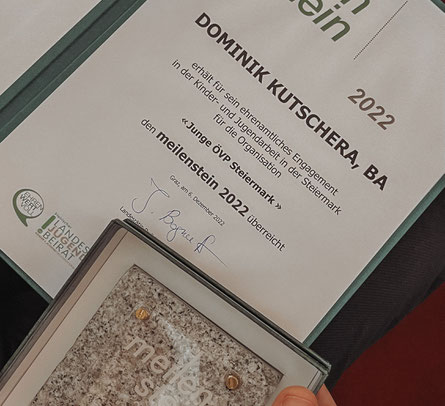 stein
2022
DOMINIK KUTSCHERA, BA
erhält für sein ehrenamtliches Engagement
in der Kinder- und Jugendarbeit in der Steiermark
für die Organisation
« Junge ÖVP Steiermark »
den meilenstein 2022 überreicht
Graz, am 6. Dezember 2022
LANDES
JUGEND
BEIRAT
meilen